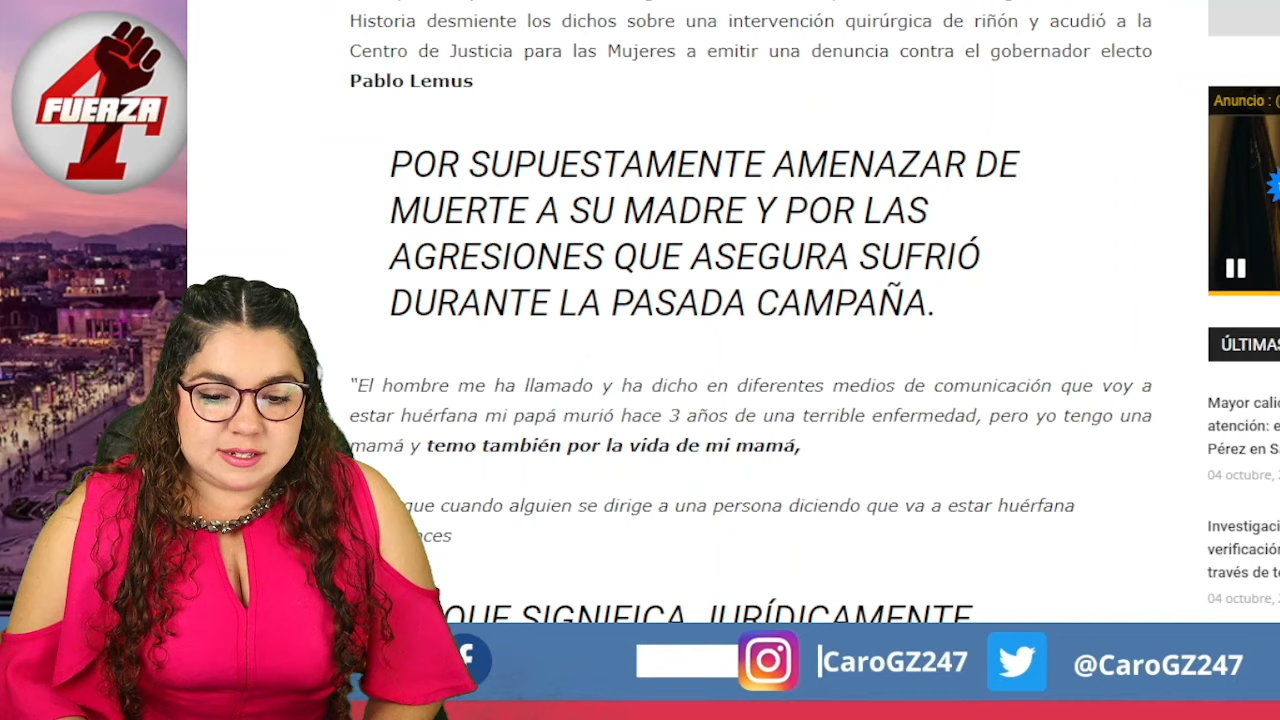 Historia desmiente los dichos sobre una intervención quirúrgica de riñón y acudió a la
Centro de Justicia para las Mujeres a emitir una denuncia contra el gobernador electo
Pablo Lemus
FUERZA
4T
POR SUPUESTAMENTE AMENAZAR DE
MUERTE A SU MADRE Y POR LAS
AGRESIONES QUE ASEGURA SUFRIÓ
DURANTE LA PASADA CAMPAÑA.
“El hombre me ha llamado y ha dicho en diferentes medios de comunicación que voy a
estar huérfana mi papá murió hace 3 años de una terrible enfermedad, pero yo tengo una
mamá y temo también por la vida de mi mamá,
que cuando alguien se dirige a una persona diciendo que va a estar huérfana
QUE SIGNIFICA JURÍDICAMENTE
Anuncio : (
ÚLTIMAS
Mayor
atención: e
Pérez en
04 octubre,
verificación
través de
04 octubre,
|CaroGZ247
@CaroGZ247